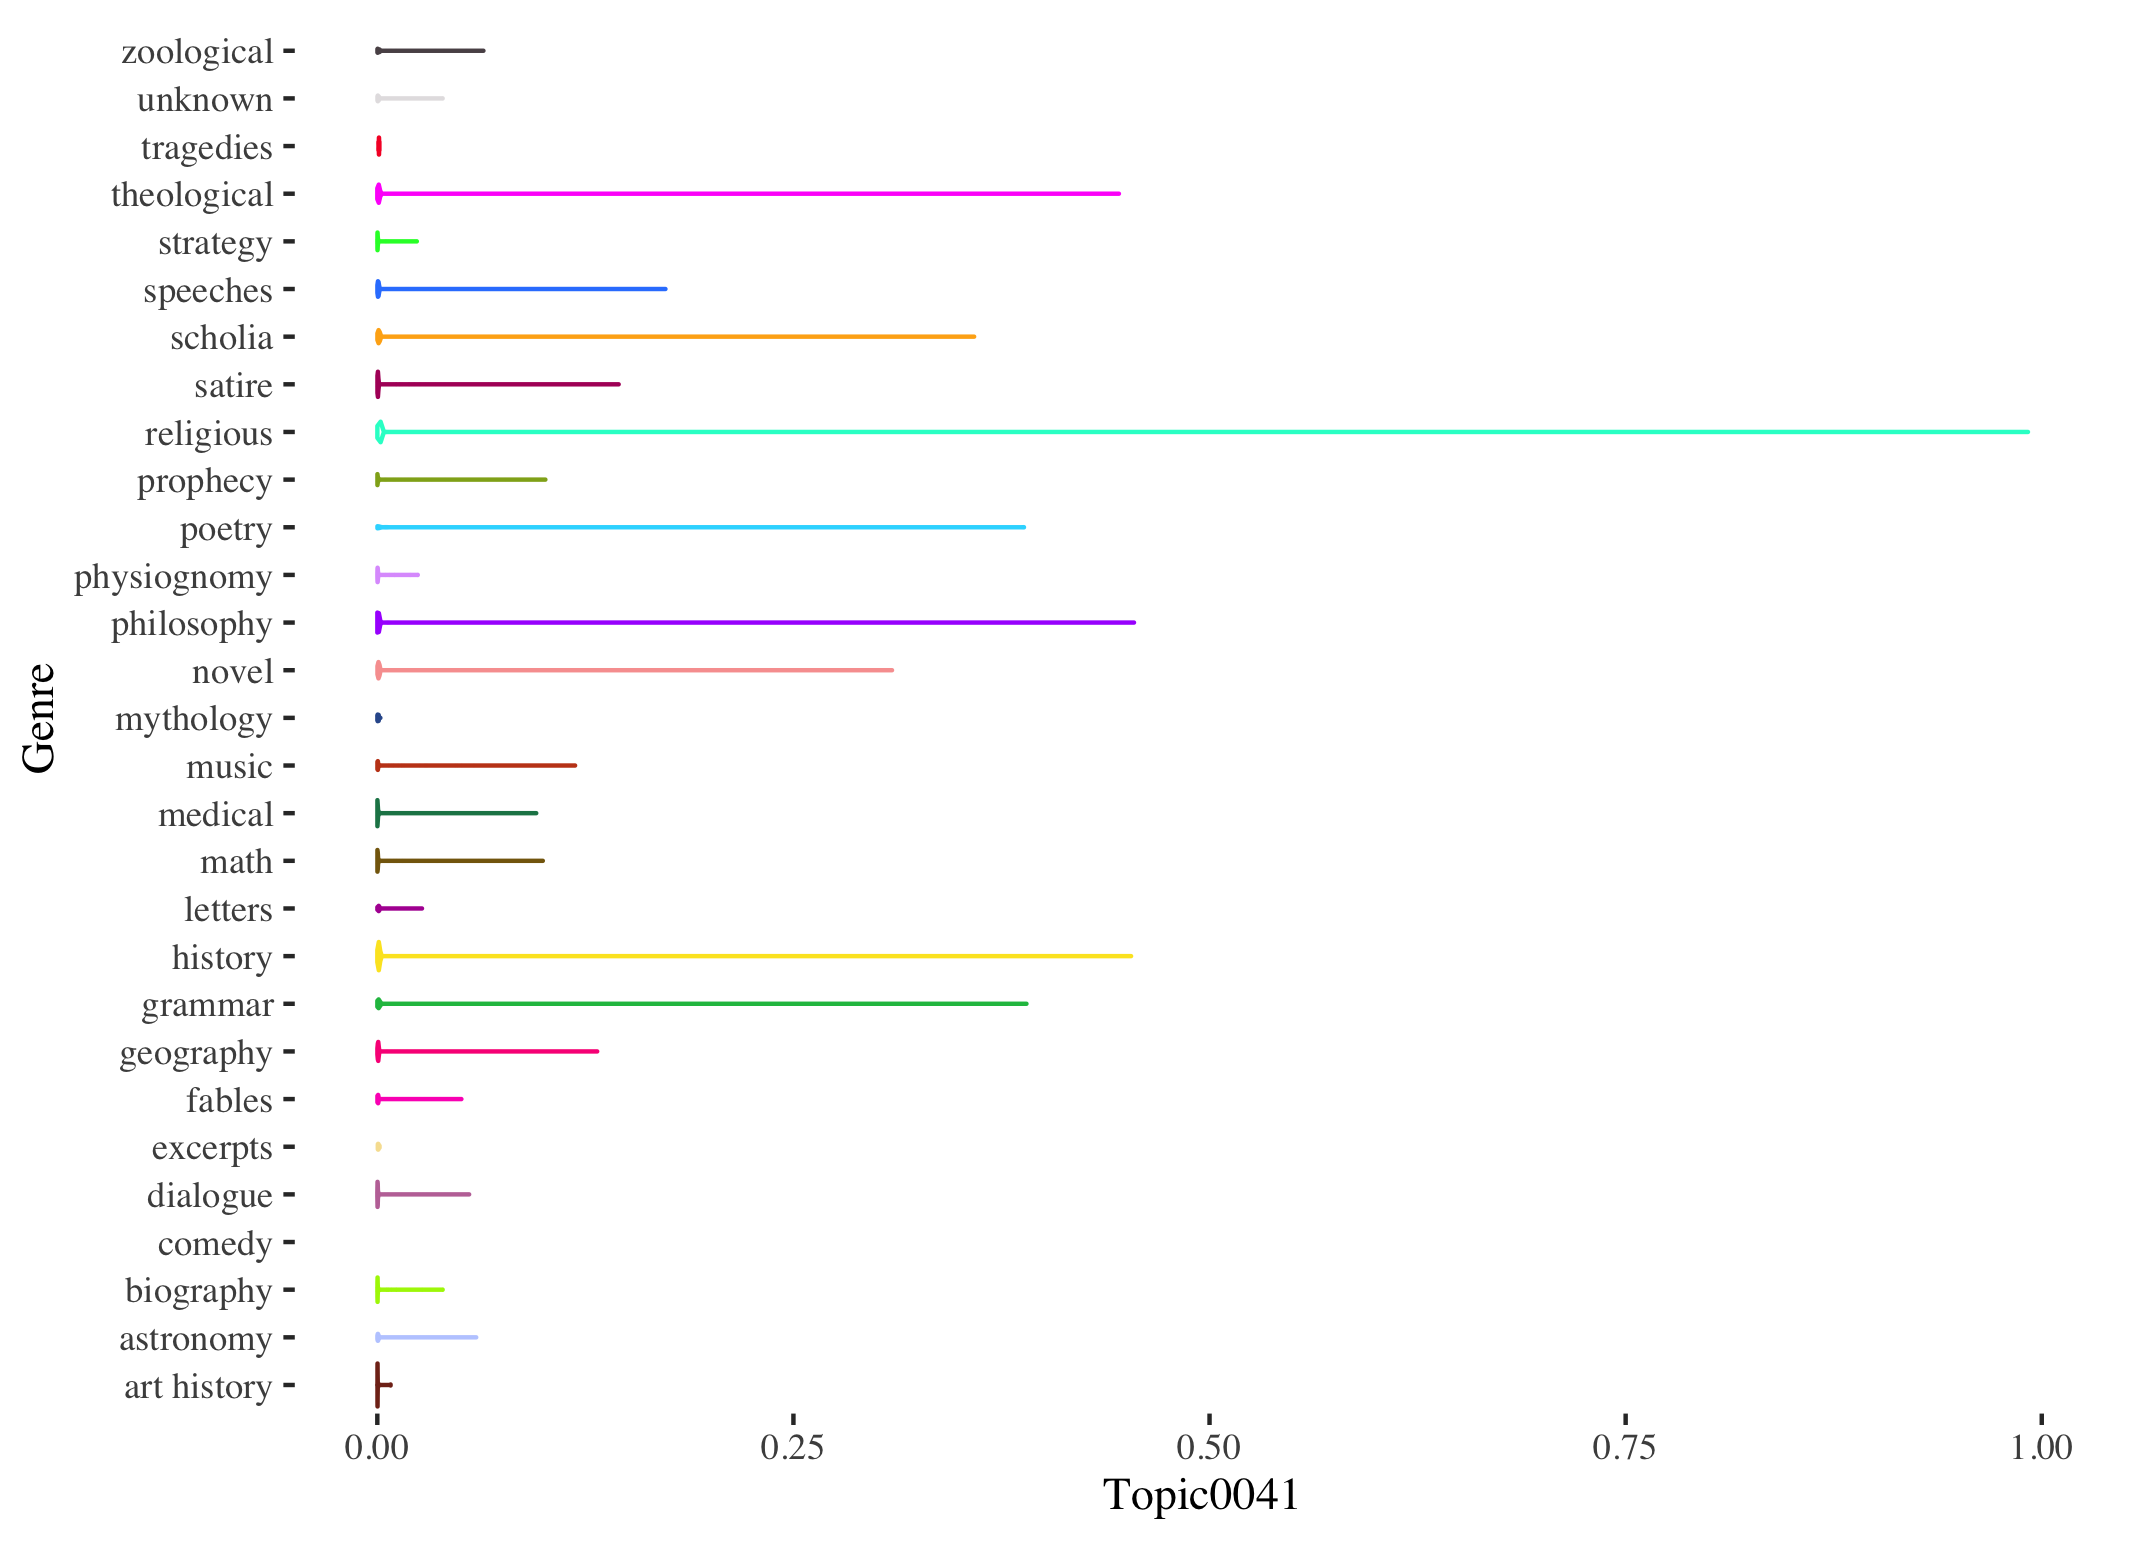 zoological
unknown
tragedies
theological
strategy
speeches
scholia
satire
religious
prophecy
poetry
physiognomy
philosophy
novel
mythology
music
medical
math
letters
history
grammar
geography
fables
excerpts
dialogue
comedy
biography
astronomy
art history
Genre
0.00 0.25 0.50 0.75 1.00
Topic0041